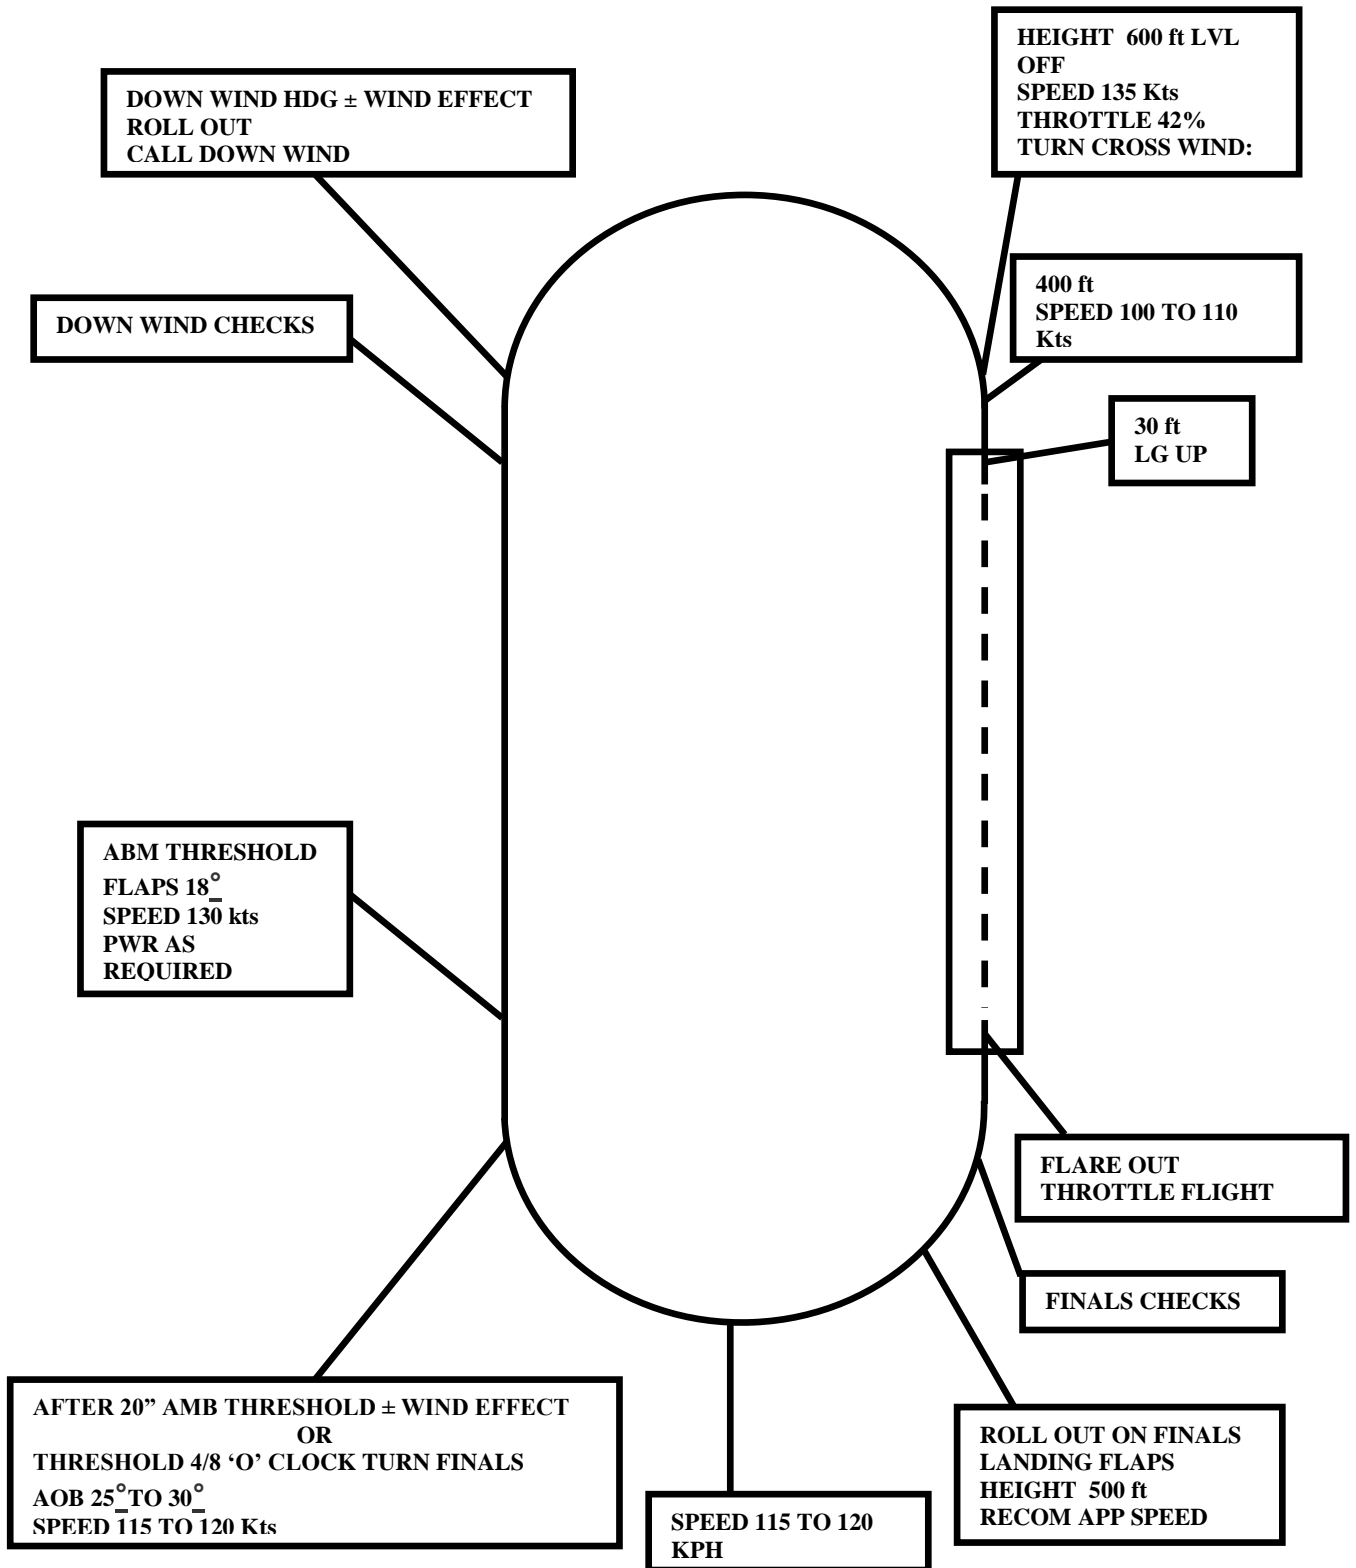 HEIGHT 600 ft LVL
OFF
SPEED 135 Kts
THROTTLE 42%
TURN CROSS WIND:
DOWN WIND HDG ± WIND EFFECT
ROLL OUT
CALL DOWN WIND
400 ft
SPEED 100 TO 110
Kts
DOWN WIND CHECKS
30 ft
LG UP
ABM THRESHOLD
FLAPS 18°
SPEED 130 kts
PWR AS
REQUIRED
FLARE OUT
THROTTLE FLIGHT
FINALS CHECKS
AFTER 20” AMB THRESHOLD ± WIND EFFECT
OR
THRESHOLD 4/8 ‘O’ CLOCK TURN FINALS
AOB 25°TO 30°
SPEED 115 TO 120 Kts
ROLL OUT ON FINALS
LANDING FLAPS
HEIGHT 500 ft
RECOM APP SPEED
SPEED 115 TO 120
KPH